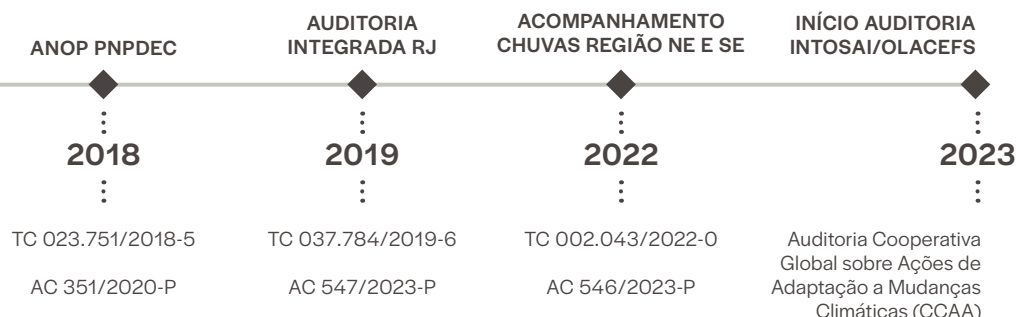 ANOP PNPDEC
2018
TC 023.751/2018-5
AC 351/2020-P
AUDITORIA
INTEGRADA RJ
2019
TC 037.784/2019-6
AC 547/2023-P
ACOMPANHAMENTO
CHUVAS REGIÃO NE E SE
2022
TC 002.043/2022-0
AC 546/2023-P
INÍCIO AUDITORIA
INTOSAI/OLACEFS
2023
Auditoria Cooperativa
Global sobre Ações de
Adaptação a Mudanças
Climáticas (CCAA)